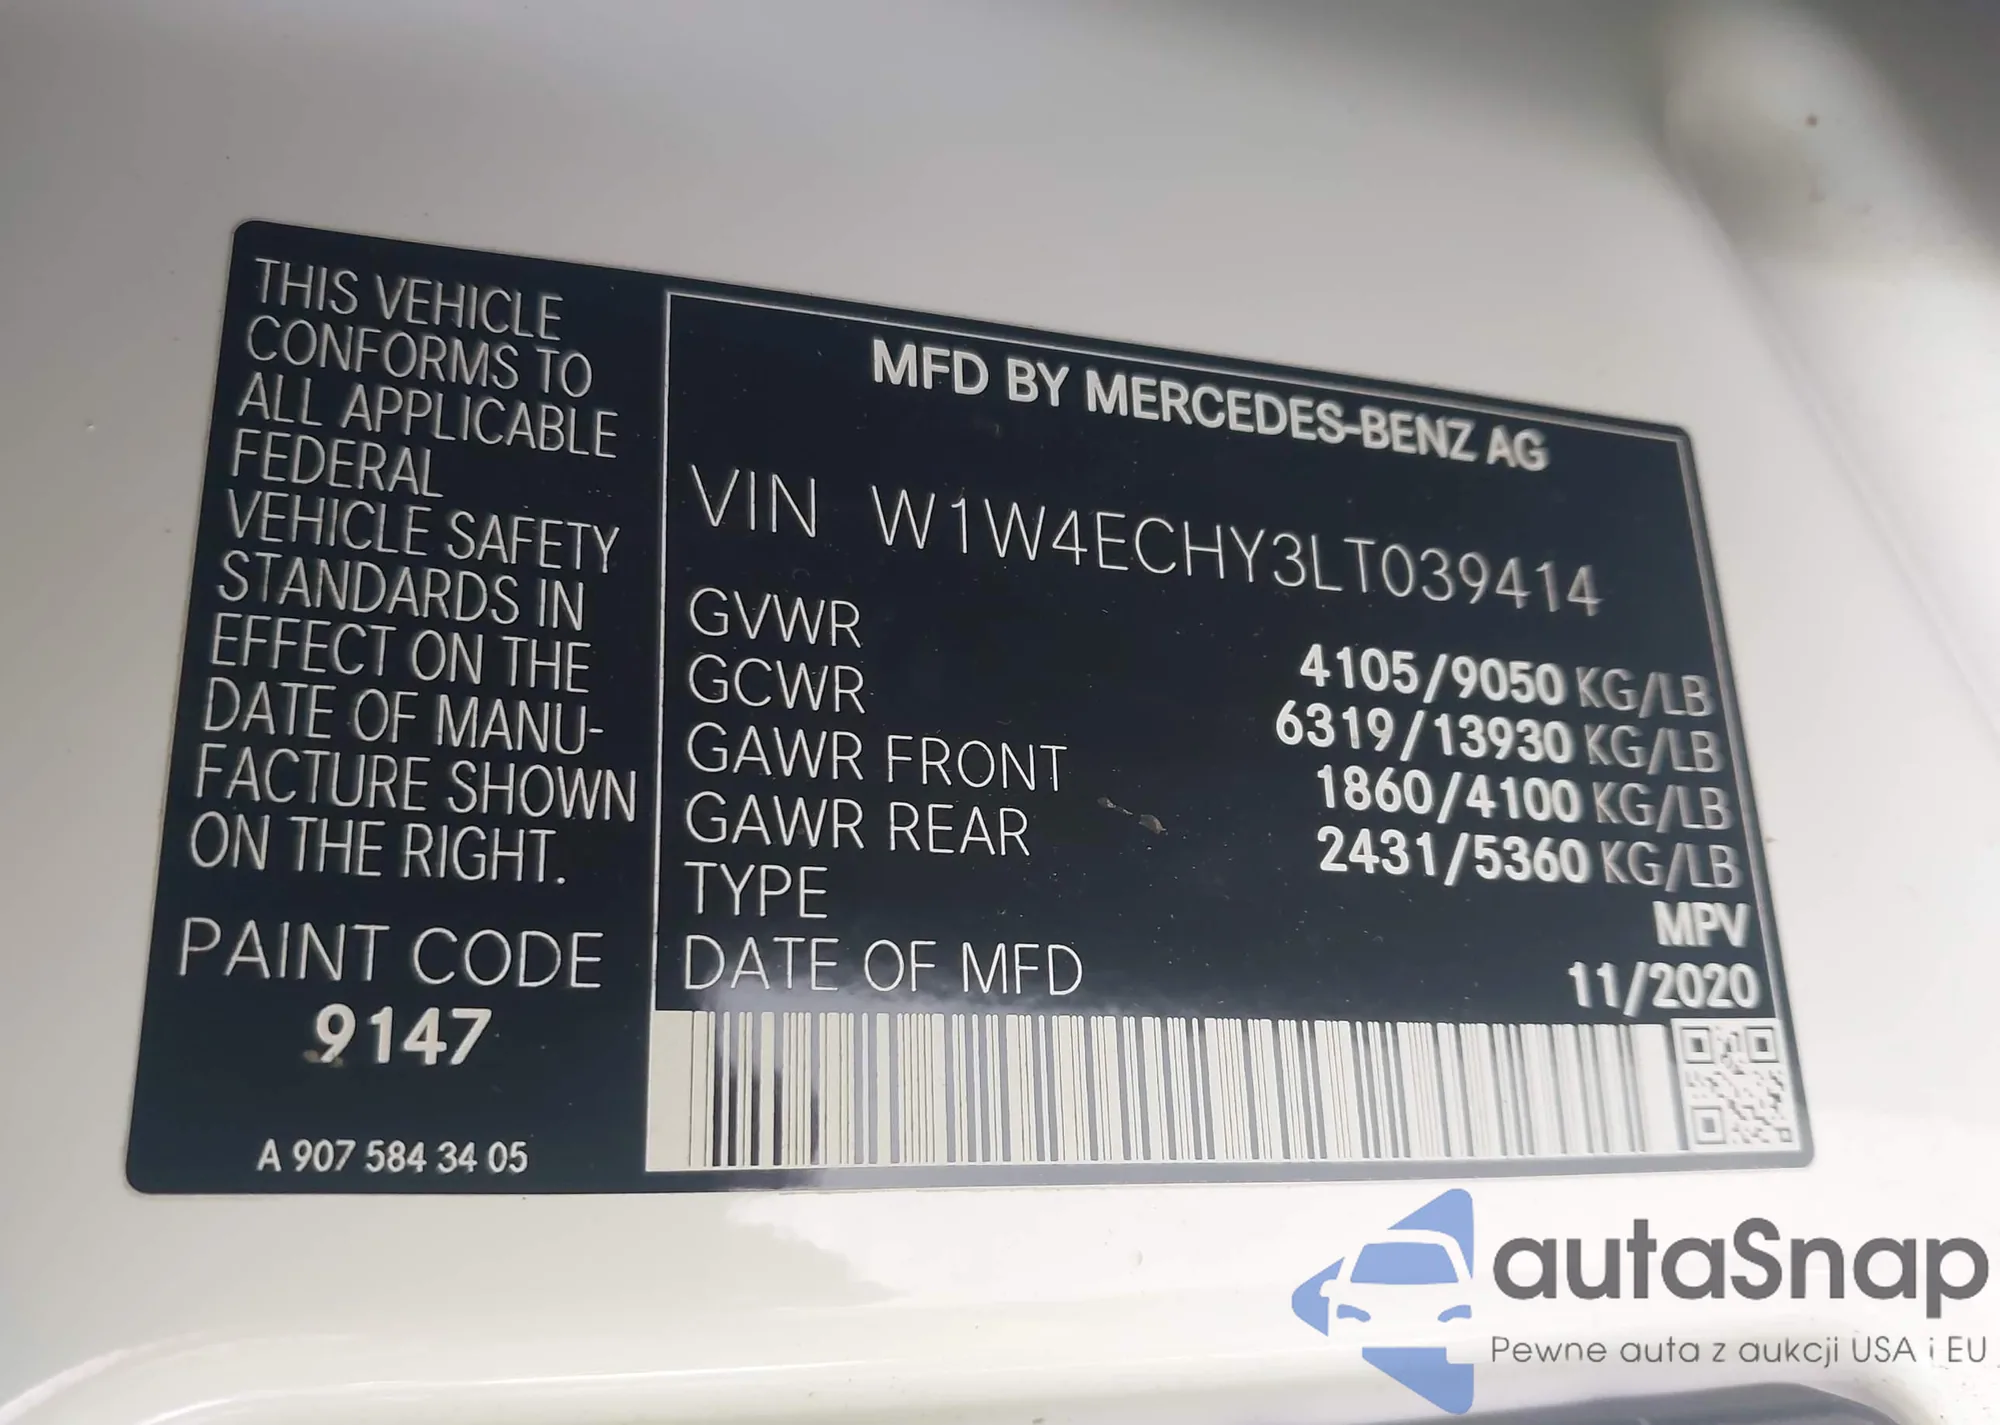 THIS VEHICLE
CONFORMS TO
ALL APPLICABLE
FEDERAL
VEHICLE SAFETY
STANDARDS IN
EFFECT ON THE
DATE OF MANU-
FACTURE SHOWN
ON THE RIGHT.
PAINT CODE
9147
A 907 584 34 05
MFD BY MERCEDES-BENZ AG
VIN W1W4ECHY3LT039414
GVWR 4105/9050 KG/LB
GCWR 6319/13930 KG/LB
GAWR FRONT 1860/4100 KG/LB
GAWR REAR 2431/5360 KG/LB
TYPE MPV
DATE OF MFD 11/2020
autaSnap
Pewne auta z aukcji USA i EU